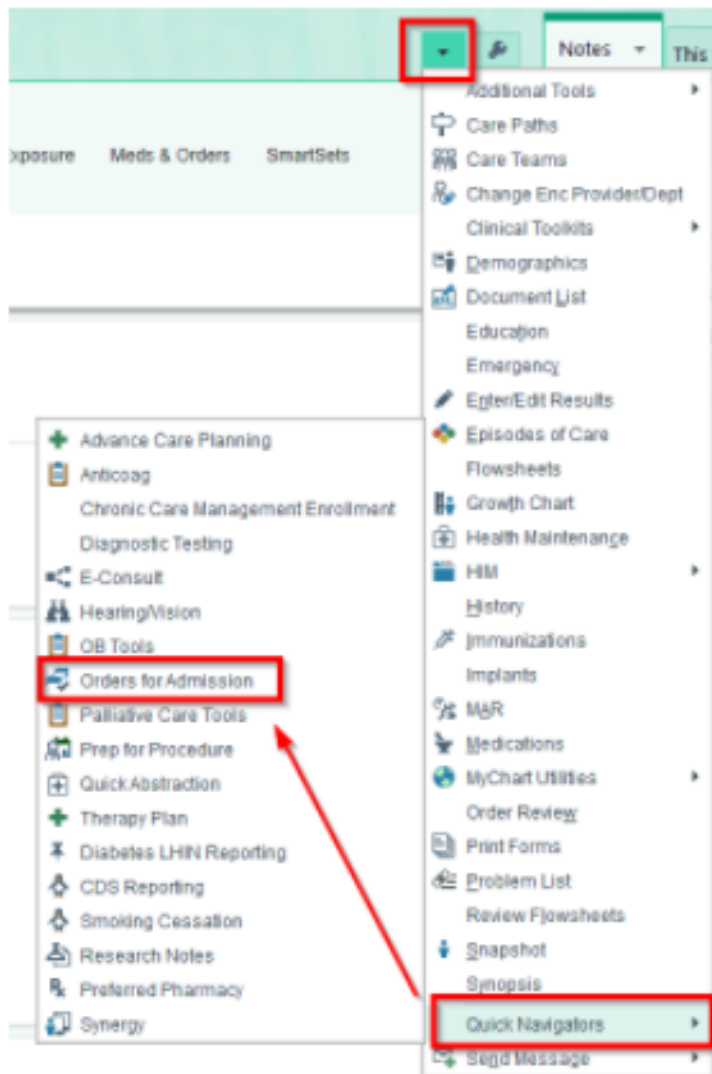 Notes
This
xposure Meds & Orders SmartSets
Additional Tools
Care Paths
Care Teams
Change Enc Provider/Dept
Clinical Toolkits
Demographics
Document List
Education
Emergency
Enter/Edit Results
Episodes of Care
Flowsheets
Growth Chart
Health Maintenance
HIM
History
Immunizations
Implants
MAR
Medications
MyChart Utilities
Order Review
Print Forms
Problem List
Review Flowsheets
Snapshot
Synopsis
Quick Navigators
Send Message
Advance Care Planning
Anticoag
Chronic Care Management Enrollment
Diagnostic Testing
E-Consult
Hearing/Vision
OB Tools
Orders for Admission
Palliative Care Tools
Prep for Procedure
Quick Abstraction
Therapy Plan
Diabetes LHIN Reporting
CDS Reporting
Smoking Cessation
Research Notes
Preferred Pharmacy
Synergy